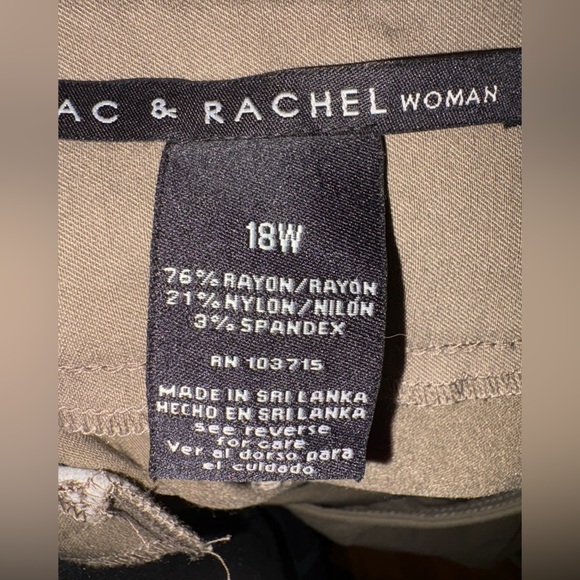 AC & RACHEL WOMAN
18W
76% RAYON/RAYÓN
21% NYLON/NILÓN
3% SPANDEX
RN 103715
MADE IN SRI LANKA
HECHO EN SRI LANKA
see reverse
for care
Ver al dorso para
el cuidado